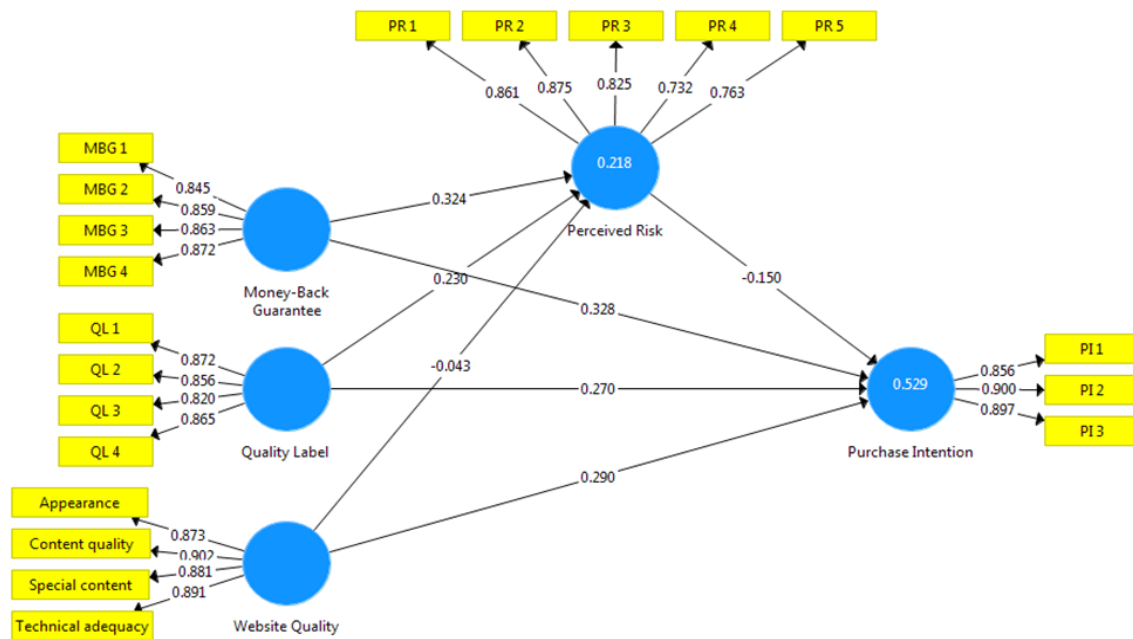 PR 1
PR 2
PR 3
PR 4
PR 5
0.861
0.875
0.825
0.732
0.763
MBG 1
MBG 2
MBG 3
MBG 4
0.845
0.859
0.863
0.872
Money-Back
Guarantee
0.324
0.218
Perceived Risk
0.230
-0.150
0.328
QL 1
QL 2
QL 3
QL 4
0.872
0.856
0.820
0.865
Quality Label
-0.043
0.270
0.529
Purchase Intention
0.856
0.900
0.897
PI 1
PI 2
PI 3
0.290
Appearance
Content quality
Special content
Technical adequacy
0.873
0.902
0.881
0.891
Website Quality